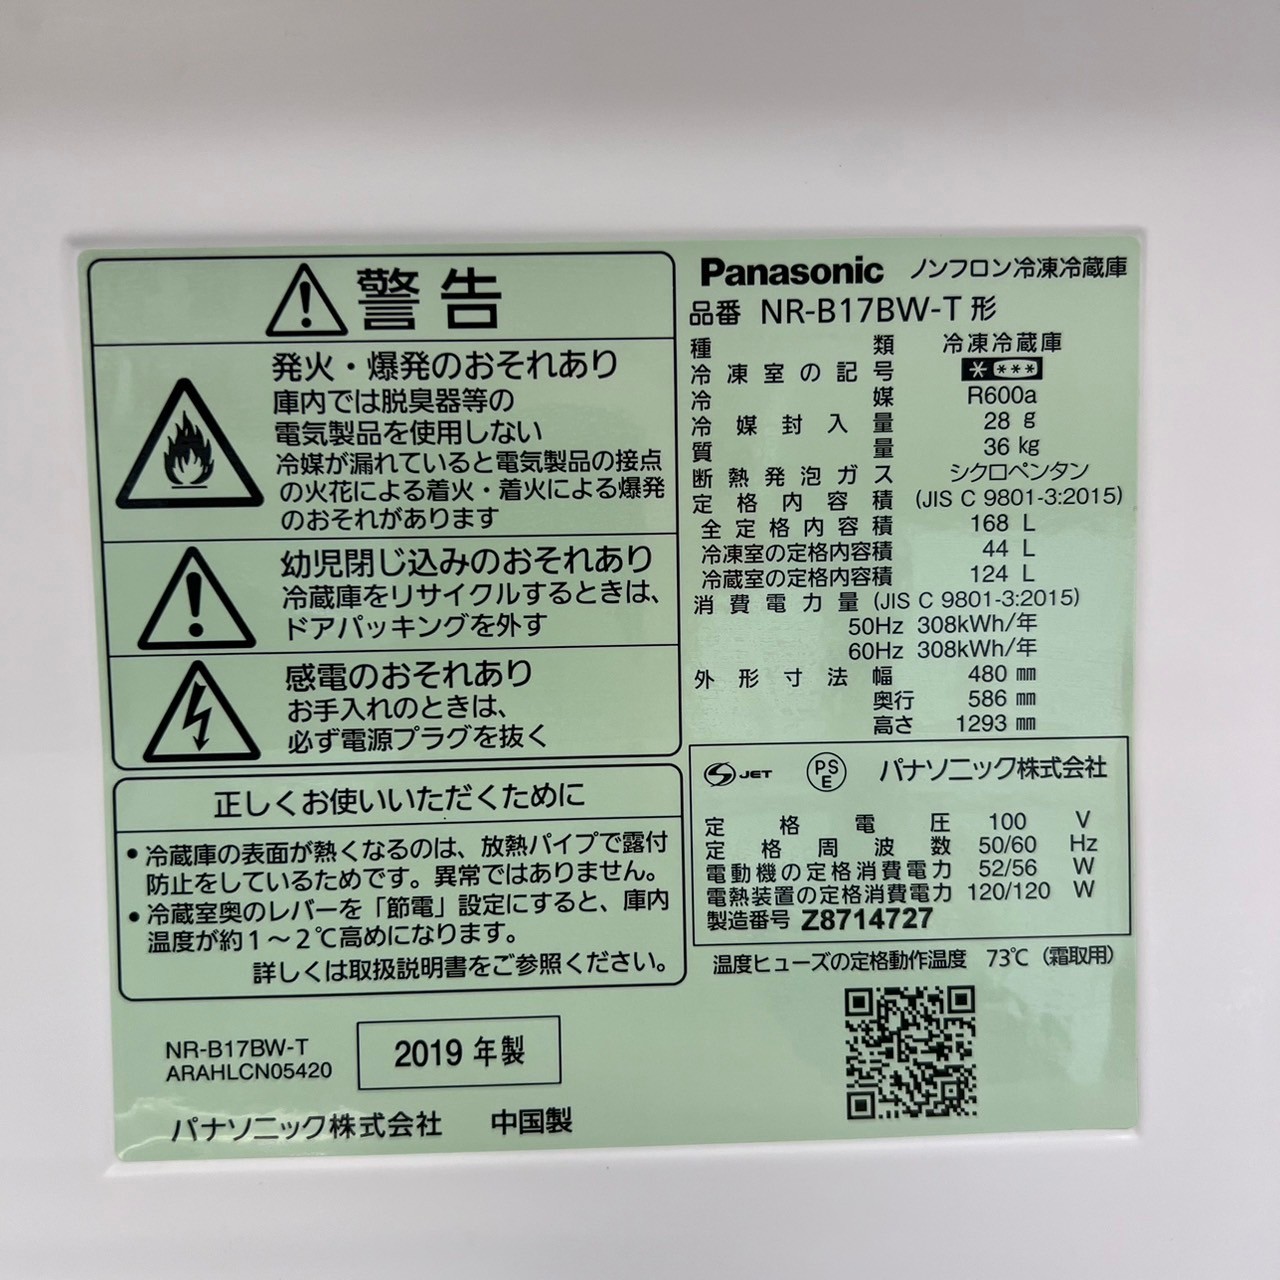 警告
発火・爆発のおそれあり
庫内では脱臭器等の
電気製品を使用しない
冷媒が漏れていると電気製品の接点
の火花による着火・着火による爆発
のおそれがあります
幼児閉じ込みのおそれあり
冷蔵庫をリサイクルするときは、
ドアパッキングを外す
感電のおそれあり
お手入れのときは、
必ず電源プラグを抜く
正しくお使いいただくために
・冷蔵庫の表面が熱くなるのは、放熱パイプで露付
防止をしているためです。異常ではありません。
・冷蔵室奥のレバーを「節電」設定にすると、庫内
温度が約1～2℃高めになります。
詳しくは取扱説明書をご参照ください。
NR-B17BW-T
ARAHLCN05420
2019年製
パナソニック株式会社 中国製
Panasonic ノンフロン冷凍冷蔵庫
品番 NR-B17BW-T形
種類 冷凍冷蔵庫
冷凍室の記号 *[***]
冷媒 R600a
冷媒封入量 28 g
質量 36 kg
断熱発泡ガス シクロペンタン
定格内容積 (JIS C 9801-3:2015)
全定格内容積 168 L
冷凍室の定格内容積 44 L
冷蔵室の定格内容積 124 L
消費電力量 (JIS C 9801-3:2015)
50Hz 308kWh/年
60Hz 308kWh/年
外形寸法 幅 480 mm
奥行 586 mm
高さ 1293 mm
S JET PSE パナソニック株式会社
定格電圧 100 V
定格周波数 50/60 Hz
電動機の定格消費電力 52/56 W
電熱装置の定格消費電力 120/120 W
製造番号 Z8714727
温度ヒューズの定格動作温度 73℃（霜取用）